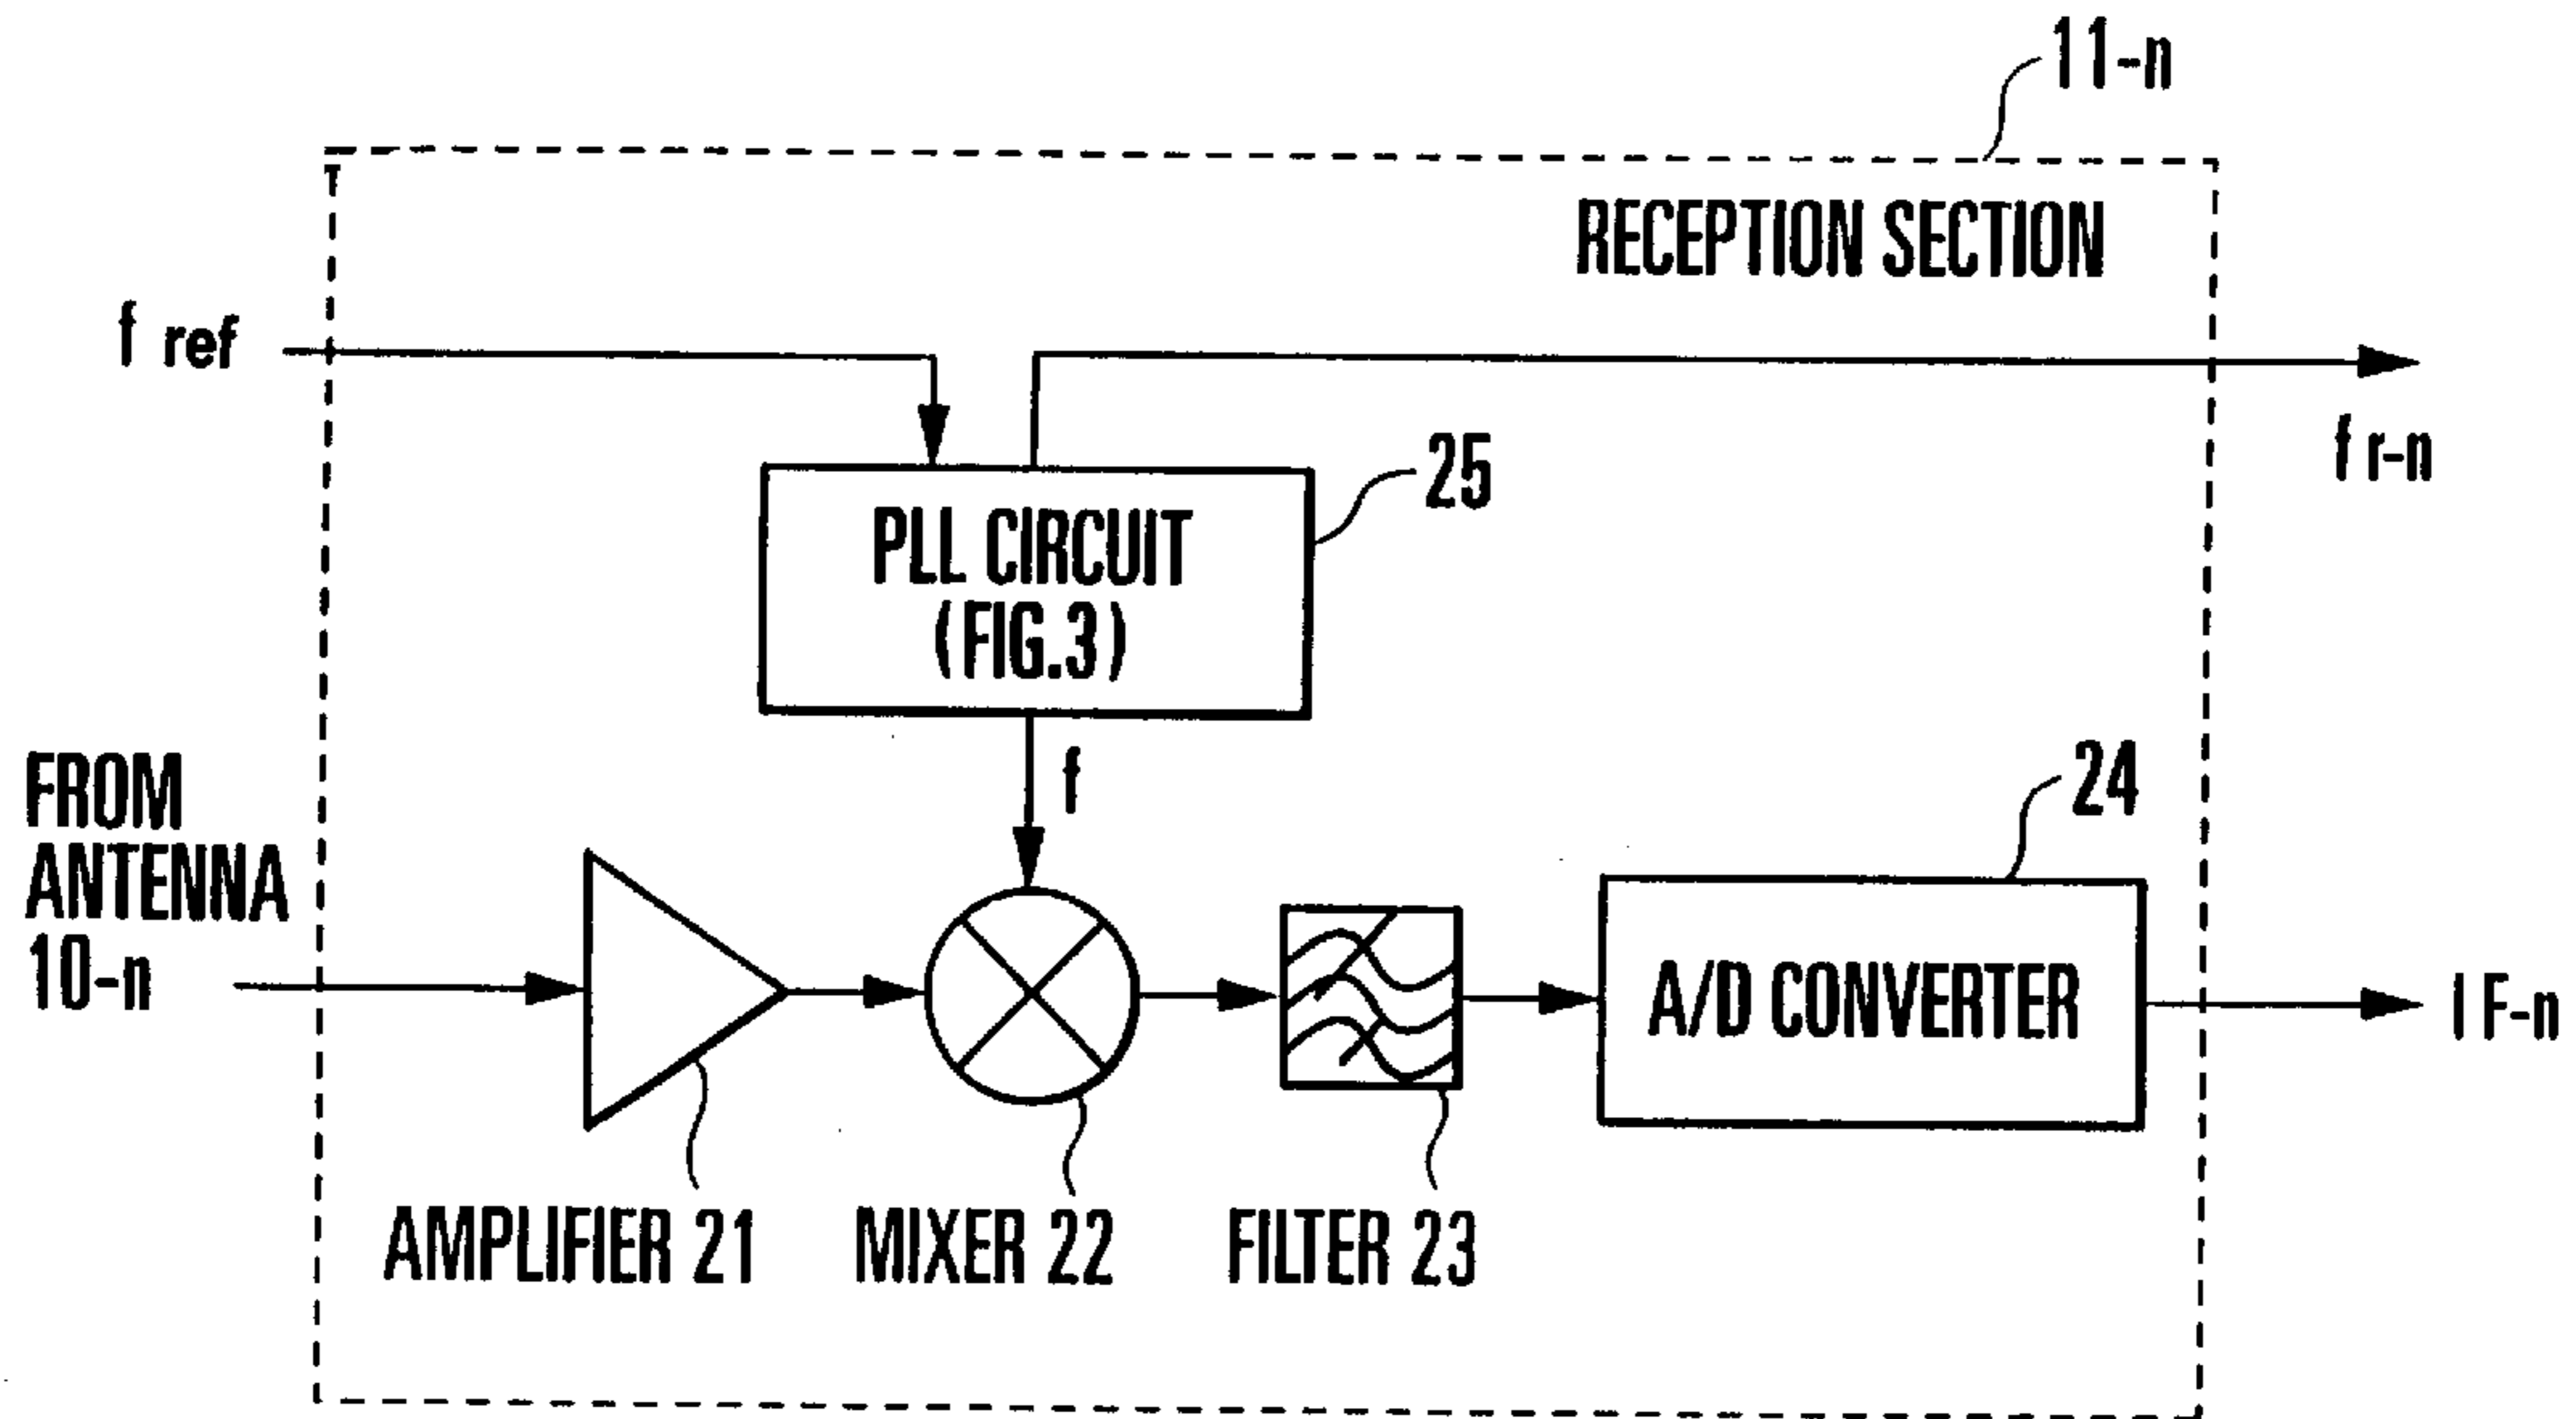 11-n
RECEPTION SECTION
f ref
f r-n
25
PLL CIRCUIT
(FIG.3)
f
24
FROM
ANTENNA
10-n
A/D CONVERTER
IF-n
AMPLIFIER 21
MIXER 22
FILTER 23